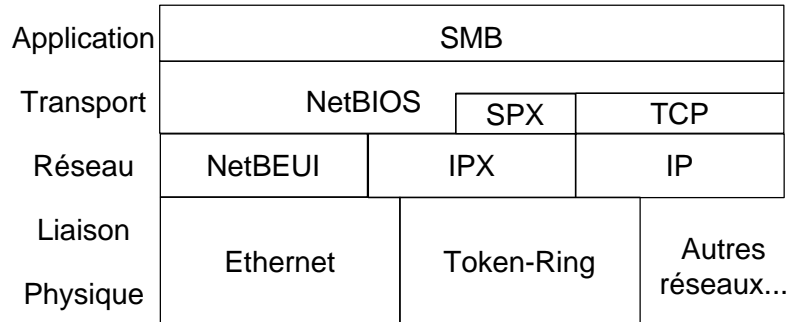 Application SMB
Transport NetBIOS SPX TCP
Réseau NetBEUI IPX IP
Liaison
Ethernet Token-Ring Autres
réseaux...
Physique